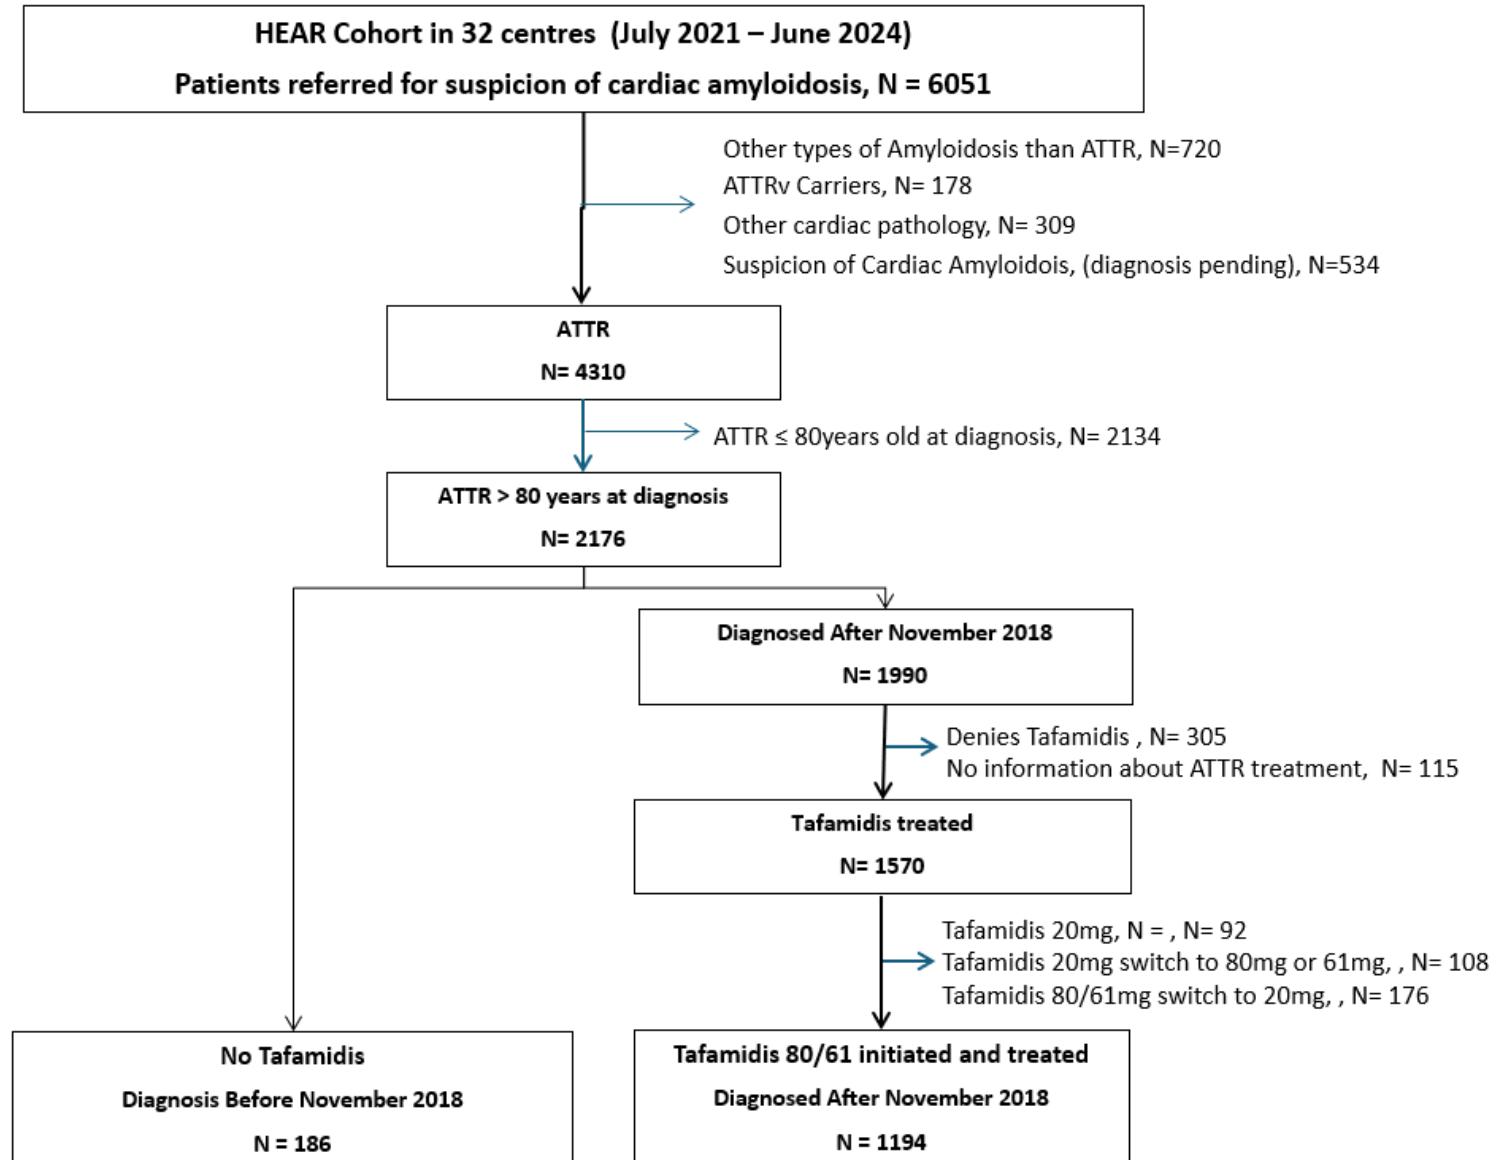 HEAR Cohort in 32 centres (July 2021 – June 2024)
Patients referred for suspicion of cardiac amyloidosis, N = 6051
Other types of Amyloidosis than ATTR, N=720
ATTRv Carriers, N= 178
Other cardiac pathology, N= 309
Suspicion of Cardiac Amyloidois, (diagnosis pending), N=534
ATTR
N= 4310
ATTR ≤ 80years old at diagnosis, N= 2134
ATTR > 80 years at diagnosis
N= 2176
Diagnosed After November 2018
N= 1990
Denies Tafamidis , N= 305
No information about ATTR treatment, N= 115
Tafamidis treated
N= 1570
Tafamidis 20mg, N = , N= 92
Tafamidis 20mg switch to 80mg or 61mg, , N= 108
Tafamidis 80/61mg switch to 20mg, , N= 176
No Tafamidis
Diagnosis Before November 2018
N = 186
Tafamidis 80/61 initiated and treated
Diagnosed After November 2018
N = 1194